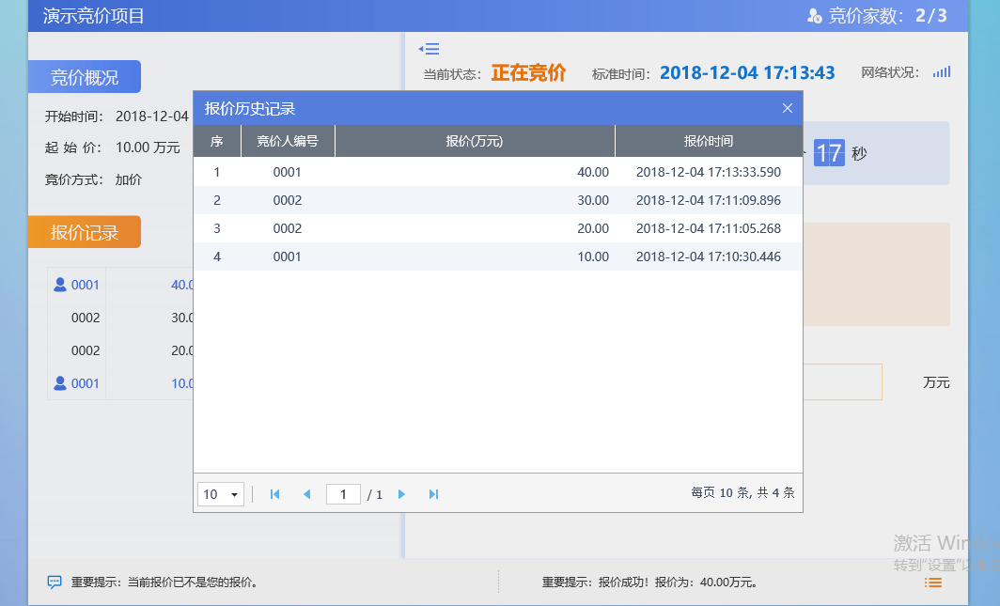 演示竞价项目
竞价家数： 2/3
竞价概况
当前状态： 正在竞价 标准时间： 2018-12-04 17:13:43 网络状况：
开始时间： 2018-12-04
起 始 价： 10.00 万元
竞价方式： 加价
17 秒
报价记录
0001 40.0
0002 30.0
0002 20.0
0001 10.0
万元
报价历史记录
序 竞价人编号 报价(万元) 报价时间
1 0001 40.00 2018-12-04 17:13:33.590
2 0002 30.00 2018-12-04 17:11:09.896
3 0002 20.00 2018-12-04 17:11:05.268
4 0001 10.00 2018-12-04 17:10:30.446
10 1 / 1 每页 10 条, 共 4 条
激活 Win
转到"设置"以
重要提示：当前报价已不是您的报价。 重要提示：报价成功！报价为：40.00万元。